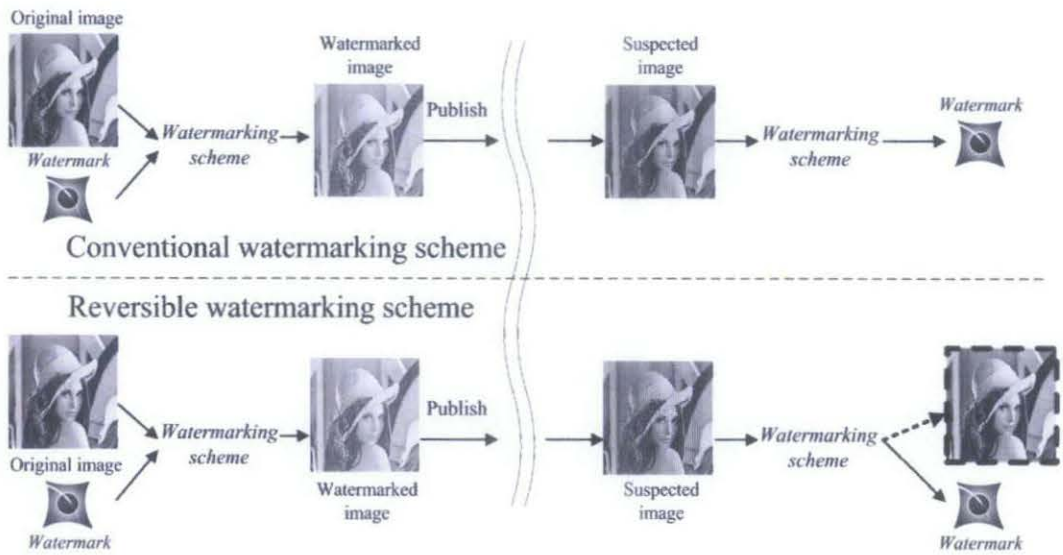 Original image
Watermark
Watermarking
scheme
Watermarked
image
Publish
Suspected
image
Watermarking
scheme
Watermark
Conventional watermarking scheme
Reversible watermarking scheme
Original image
Watermark
Watermarking
scheme
Watermarked
image
Publish
Suspected
image
Watermarking
scheme
Watermark